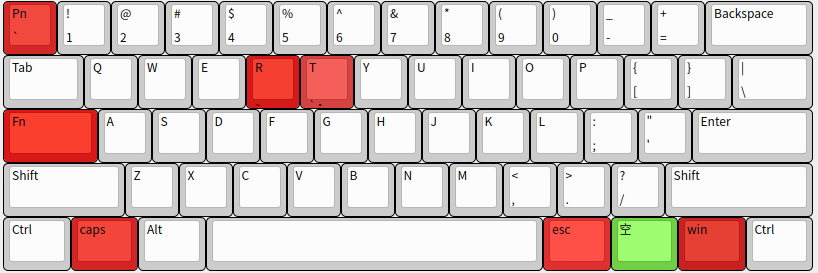 Pn ! @ # $ % ^ & * ( ) _ + Backspace
` 1 2 3 4 5 6 7 8 9 0 - =
Tab Q W E R T Y U I O P { } |
~ ` [ ] \
Fn A S D F G H J K L : " Enter
; '
Shift Z X C V B N M < > ? Shift
, . /
Ctrl caps Alt esc 空 win Ctrl